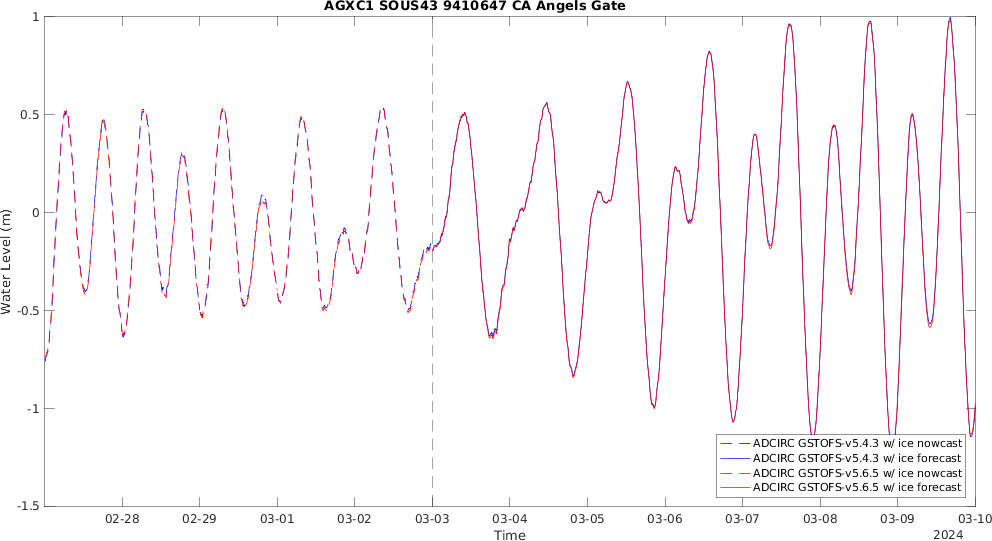 AGXC1 SOUS43 9410647 CA Angels Gate
1
0.5
0
-0.5
-1
-1.5
Water Level (m)
02-28
02-29
03-01
03-02
03-03
03-04
03-05
03-06
03-07
03-08
03-09
03-10
Time
2024
ADCIRC GSTOFS-v5.4.3 w/ ice nowcast
ADCIRC GSTOFS-v5.4.3 w/ ice forecast
ADCIRC GSTOFS-v5.6.5 w/ ice nowcast
ADCIRC GSTOFS-v5.6.5 w/ ice forecast